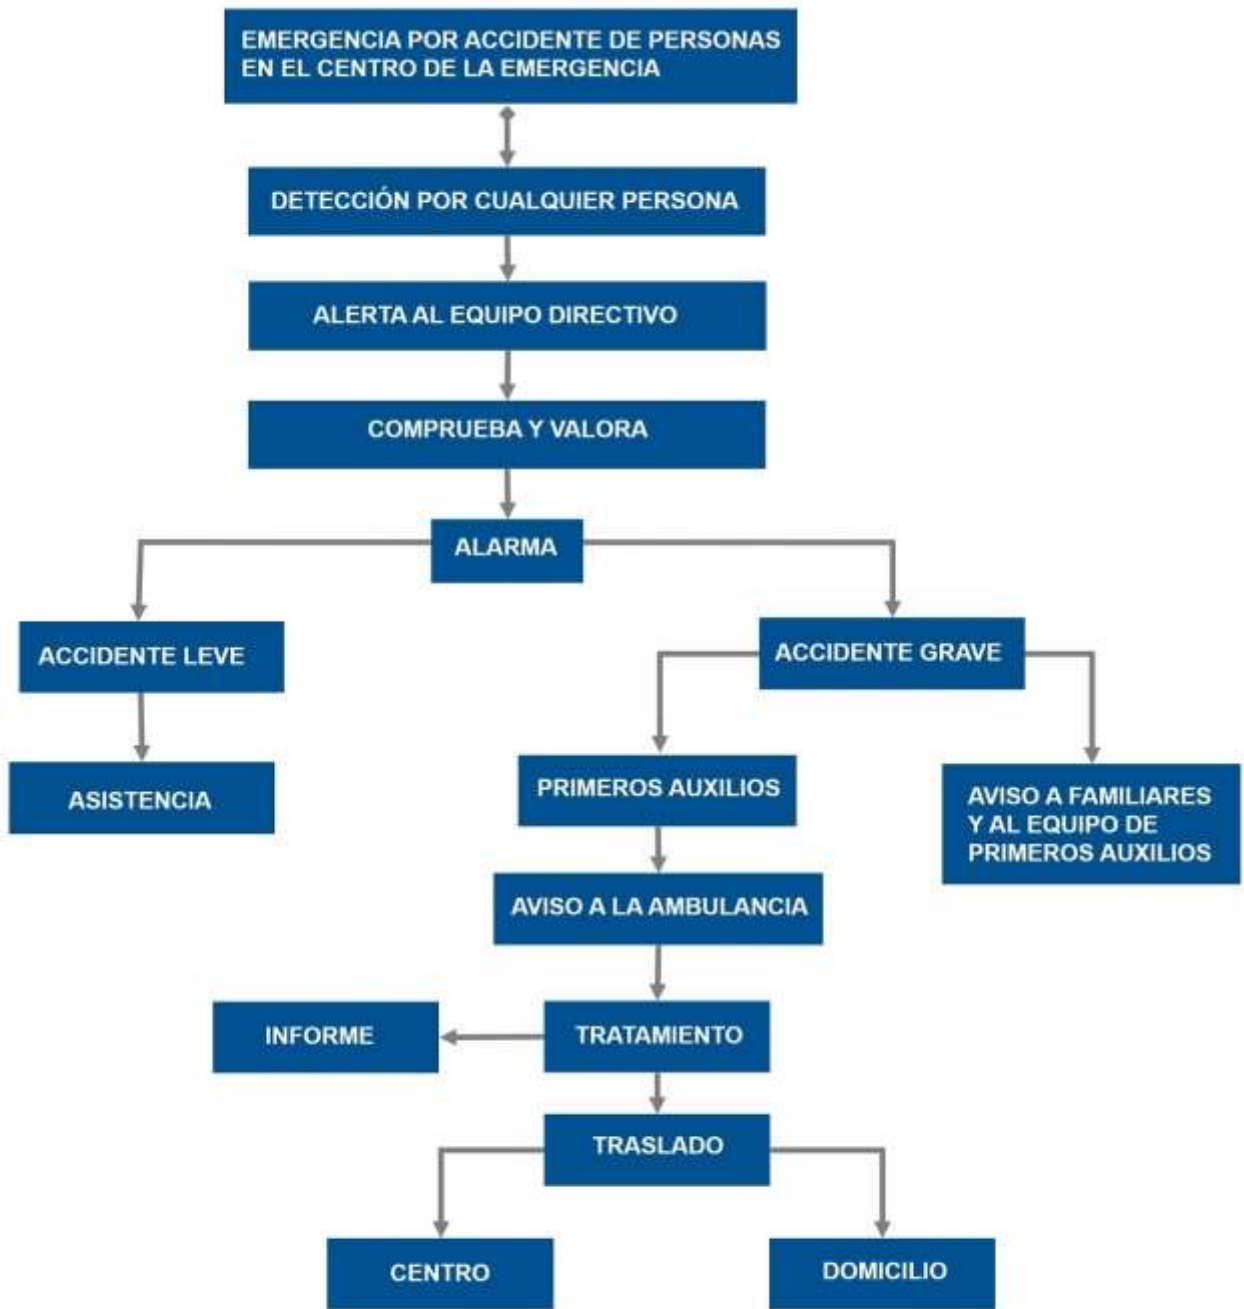 EMERGENCIA POR ACCIDENTE DE PERSONAS
EN EL CENTRO DE LA EMERGENCIA
DETECCIÓN POR CUALQUIER PERSONA
ALERTA AL EQUIPO DIRECTIVO
COMPRUEBA Y VALORA
ALARMA
ACCIDENTE LEVE
ACCIDENTE GRAVE
ASISTENCIA
PRIMEROS AUXILIOS
AVISO A FAMILIARES
Y AL EQUIPO DE
PRIMEROS AUXILIOS
AVISO A LA AMBULANCIA
INFORME
TRATAMIENTO
TRASLADO
CENTRO
DOMICILIO